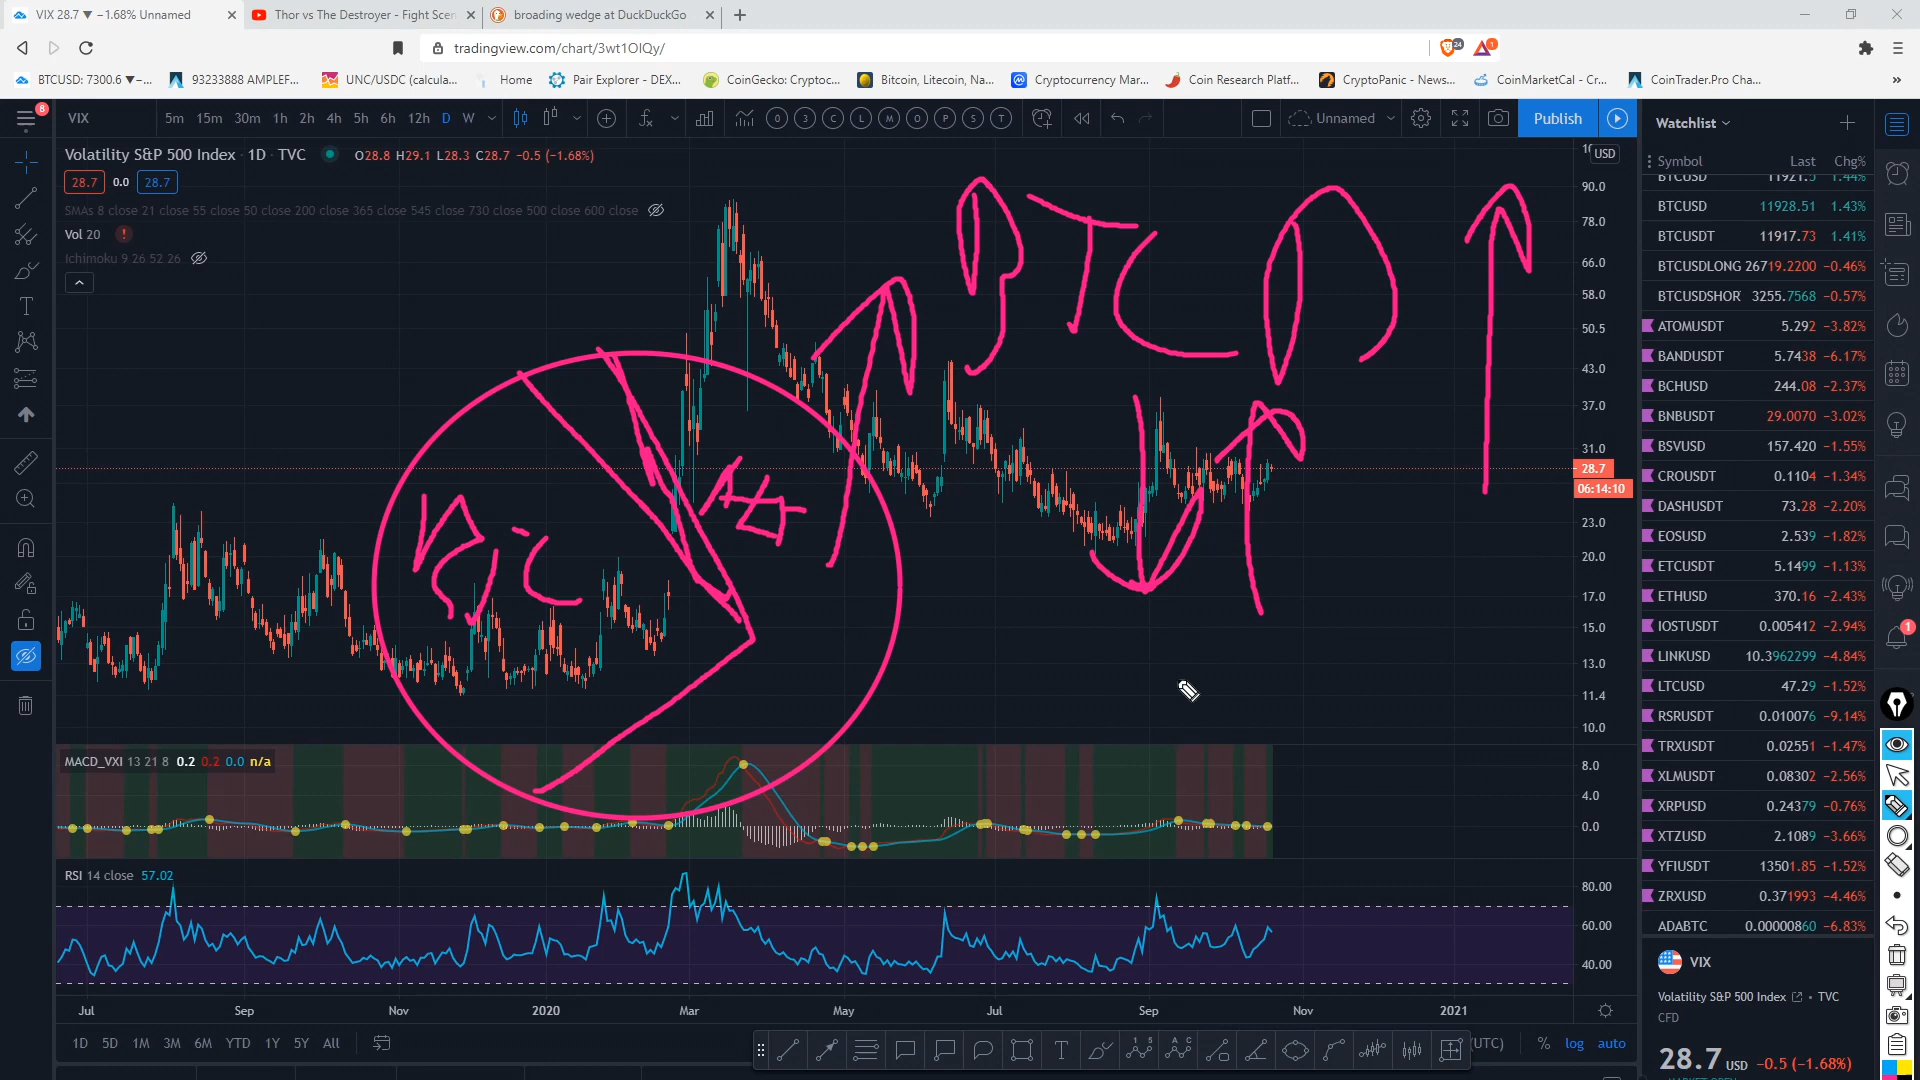 VIX 28.7 ▼ −1.68% Unnamed
Thor vs The Destroyer - Fight Scen
broading wedge at DuckDuckGo
tradingview.com/chart/3wt1OlQy/
24
1
BTCUSD: 7300.6 ▼−...
93233888 AMPLEF...
UNC/USDC (calcula...
Home
Pair Explorer - DEX...
CoinGecko: Cryptoc...
Bitcoin, Litecoin, Na...
Cryptocurrency Mar...
Coin Research Platf...
CryptoPanic - News...
CoinMarketCal - Cr...
CoinTrader.Pro Cha...
»
8
VIX
5m 15m 30m 1h 2h 4h 5h 6h 12h D W
0 3 C L M O P S T
Unnamed
Publish
Watchlist
Volatility S&P 500 Index · 1D · TVC
O28.8 H29.1 L28.3 C28.7 −0.5 (−1.68%)
28.7 0.0 28.7
SMAs 8 close 21 close 55 close 50 close 200 close 365 close 545 close 730 close 500 close 600 close
Vol 20
Ichimoku 9 26 52 26
USD
90.0
78.0
66.0
58.0
50.5
43.0
37.0
31.0
28.7
06:14:10
23.0
20.0
17.0
15.0
13.0
11.4
10.0
BTC
MACD_VXI 13 21 8 0.2 0.2 0.0 n/a
8.0
4.0
0.0
RSI 14 close 57.02
80.00
60.00
40.00
Jul Sep Nov 2020 Mar May Jul Sep Nov 2021
1D 5D 1M 3M 6M YTD 1Y 5Y All
(UTC)
% log auto
Symbol Last Chg%
BTCUSD 11921.5 1.44%
BTCUSD 11928.51 1.43%
BTCUSDT 11917.73 1.41%
BTCUSDLONG 26719.2200 −0.46%
BTCUSDSHOR 3255.7568 −0.57%
ATOMUSDT 5.292 −3.82%
BANDUSDT 5.7438 −6.17%
BCHUSD 244.08 −2.37%
BNBUSDT 29.0070 −3.02%
BSVUSD 157.420 −1.55%
CROUSDT 0.1104 −1.34%
DASHUSDT 73.28 −2.20%
EOSUSD 2.539 −1.82%
ETCUSDT 5.1499 −1.13%
ETHUSD 370.16 −2.43%
IOSTUSDT 0.005412 −2.94%
LINKUSD 10.3962299 −4.84%
LTCUSD 47.29 −1.52%
RSRUSDT 0.010076 −9.14%
TRXUSDT 0.02551 −1.47%
XLMUSDT 0.08302 −2.56%
XRPUSD 0.24379 −0.76%
XTZUSD 2.1089 −3.66%
YFIUSDT 13501.85 −1.52%
ZRXUSD 0.371993 −4.46%
ADABTC 0.00000860 −6.83%
1
VIX
Volatility S&P 500 Index · TVC
CFD
28.7 USD −0.5 (−1.68%)